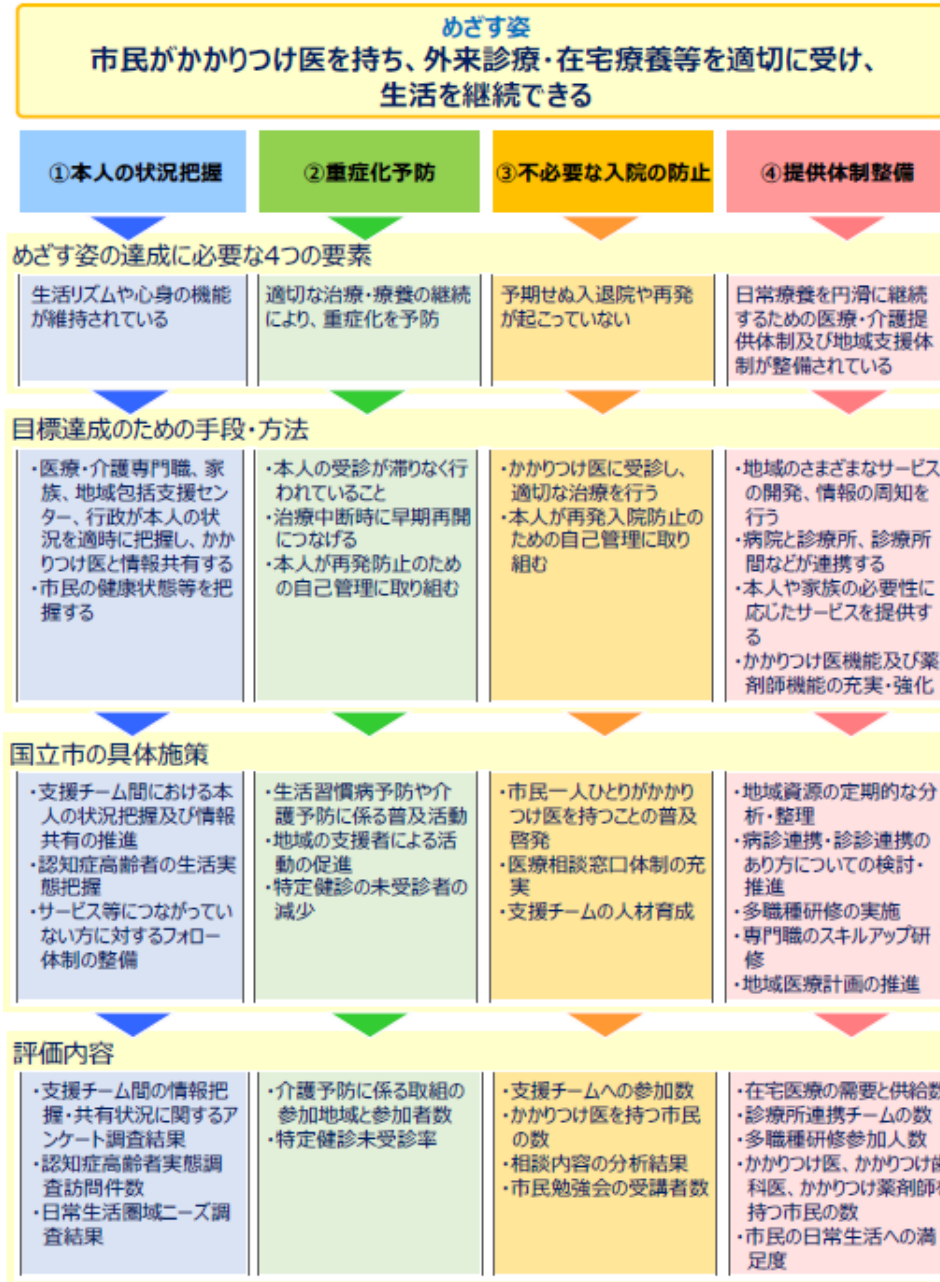 めざす姿
市民がかかりつけ医を持ち、外来診療・在宅療養等を適切に受け、
生活を継続できる
①本人の状況把握
②重症化予防
③不必要な入院の防止
④提供体制整備
めざす姿の達成に必要な4つの要素
生活リズムや心身の機能
が維持されている
適切な治療・療養の継続
により、重症化を予防
予期せぬ入退院や再発
が起こっていない
日常療養を円滑に継続
するための医療・介護提
供体制及び地域支援体
制が整備されている
目標達成のための手段・方法
・医療・介護専門職、家
族、地域包括支援セン
ター、行政が本人の状
況を適時に把握し、かか
りつけ医と情報共有する
・市民の健康状態等を把
握する
・本人の受診が滞りなく行
われていること
・治療中断時に早期再開
につなげる
・本人が再発防止のため
の自己管理に取り組む
・かかりつけ医に受診し、
適切な治療を行う
・本人が再発入院防止の
ための自己管理に取り
組む
・地域のさまざまなサービス
の開発、情報の周知を
行う
・病院と診療所、診療所
間などが連携する
・本人や家族の必要性に
応じたサービスを提供す
る
・かかりつけ医機能及び薬
剤師機能の充実・強化
国立市の具体施策
・支援チーム間における本
人の状況把握及び情報
共有の推進
・認知症高齢者の生活実
態把握
・サービス等につながってい
ない方に対するフォロー
体制の整備
・生活習慣病予防や介
護予防に係る普及活動
・地域の支援者による活
動の促進
・特定健診の未受診者の
減少
・市民一人ひとりがかかり
つけ医を持つことの普及
啓発
・医療相談窓口体制の充
実
・支援チームの人材育成
・地域資源の定期的な分
析・整理
・病診連携・診診連携の
あり方についての検討・
推進
・多職種研修の実施
・専門職のスキルアップ研
修
・地域医療計画の推進
評価内容
・支援チーム間の情報把
握・共有状況に関するア
ンケート調査結果
・認知症高齢者実態調
査訪問件数
・日常生活圏域ニーズ調
査結果
・介護予防に係る取組の
参加地域と参加者数
・特定健診未受診率
・支援チームへの参加数
・かかりつけ医を持つ市民
の数
・相談内容の分析結果
・市民勉強会の受講者数
・在宅医療の需要と供給数
・診療所連携チームの数
・多職種研修参加人数
・かかりつけ医、かかりつけ歯
科医、かかりつけ薬剤師を
持つ市民の数
・市民の日常生活への満
足度